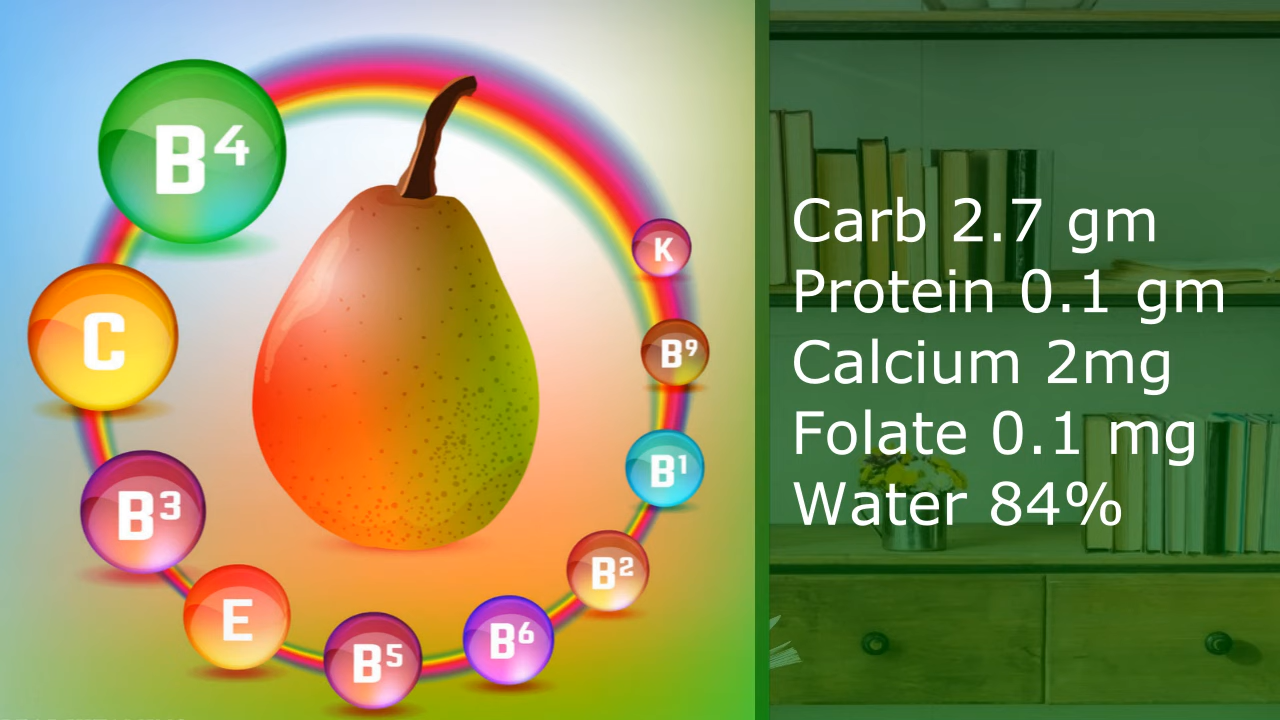 B⁴
C
B³
E
B⁵
B⁶
B²
B¹
B⁹
K
Carb 2.7 gm
Protein 0.1 gm
Calcium 2mg
Folate 0.1 mg
Water 84%